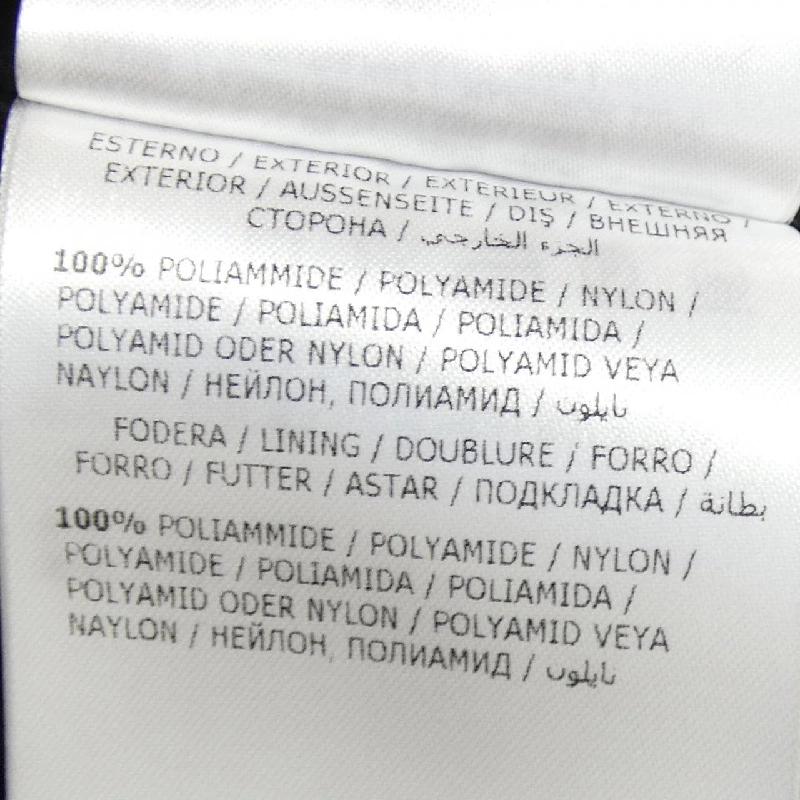 ESTERNO / EXTERIOR / EXTERIEUR / EXTERNO /
EXTERIOR / AUSSENSEITE / DIŞ / ВНЕШНЯЯ
СТОРОНА / الجزء الخارجي
100% POLIAMMIDE / POLYAMIDE / NYLON /
POLYAMIDE / POLIAMIDA / POLIAMIDA /
POLYAMID ODER NYLON / POLYAMID VEYA
NAYLON / НЕЙЛОН, ПОЛИАМИД / نايلون
FODERA / LINING / DOUBLURE / FORRO /
FORRO / FUTTER / ASTAR / ПОДКЛАДКА / بطانة
100% POLIAMMIDE / POLYAMIDE / NYLON /
POLYAMIDE / POLIAMIDA / POLIAMIDA /
POLYAMID ODER NYLON / POLYAMID VEYA
NAYLON / НЕЙЛОН, ПОЛИАМИД / نايلون